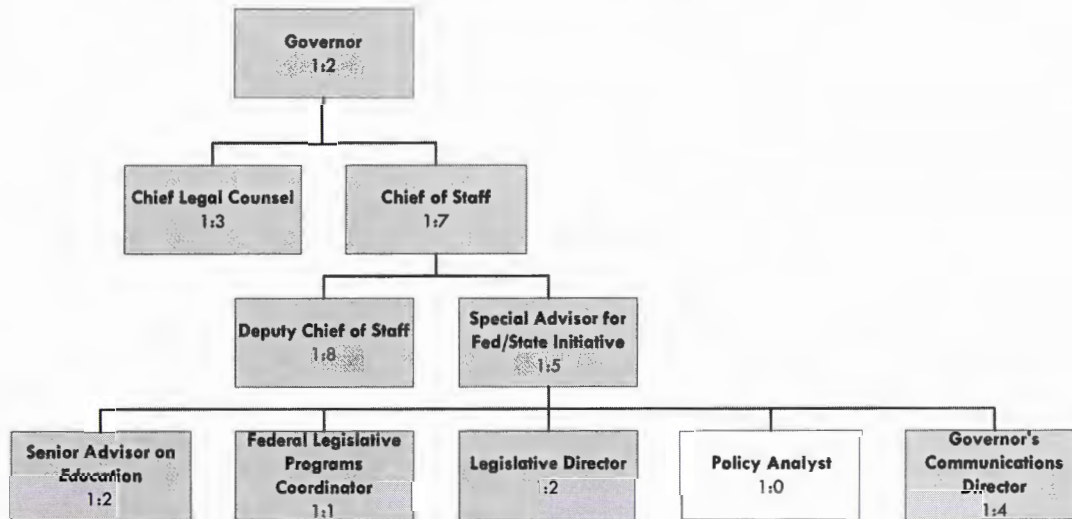 Governor
1:2
Chief Legal Counsel
1:3
Chief of Staff
1:7
Deputy Chief of Staff
1:8
Special Advisor for
Fed/State Initiative
1:5
Senior Advisor on
Education
1:2
Federal Legislative
Programs
Coordinator
1:1
Legislative Director
:2
Policy Analyst
1:0
Governor's
Communications
Director
1:4